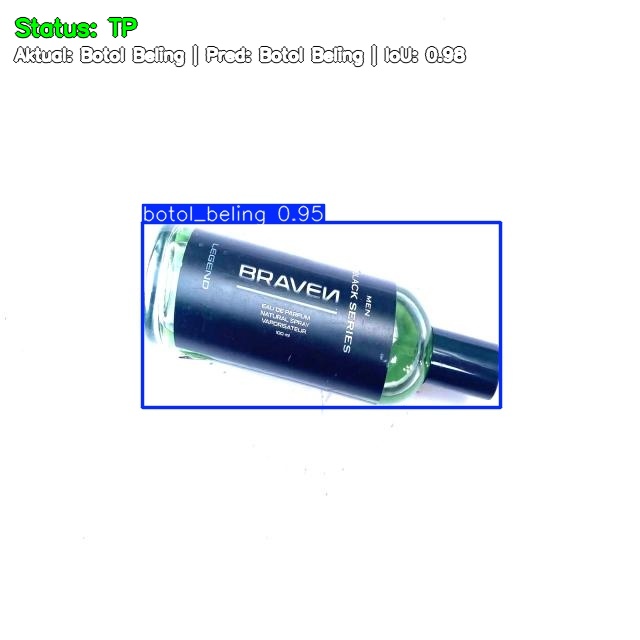 Status: TP
Aktual: Botol Beling | Pred: Botol Beling | IoU: 0.98
botol_beling 0.95
LEGEND
BRAVEN
EAU DE PARFUM
NATURAL SPRAY
VAPORISATEUR
100 ml
MEN
BLACK SERIES